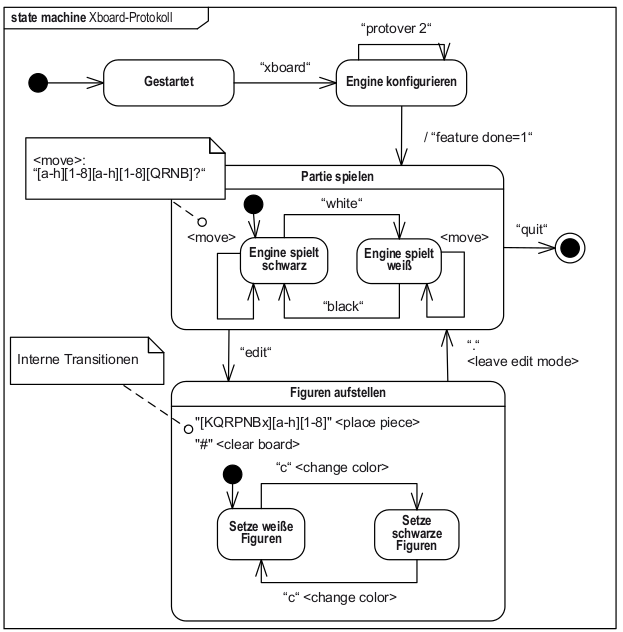 state machine Xboard-Protokoll
“protover 2“
Gestartet
“xboard“
Engine konfigurieren
/ “feature done=1“
<move>:
“[a-h][1-8][a-h][1-8][QRNB]?“
Partie spielen
“white“
“quit“
<move>
<move>
Engine spielt
schwarz
Engine spielt
weiß
“black“
“edit“
“.“
<leave edit mode>
Interne Transitionen
Figuren aufstellen
"[KQRPNBx][a-h][1-8]" <place piece>
"#" <clear board>
“c“ <change color>
Setze weiße
Figuren
Setze
schwarze
Figuren
“c“ <change color>